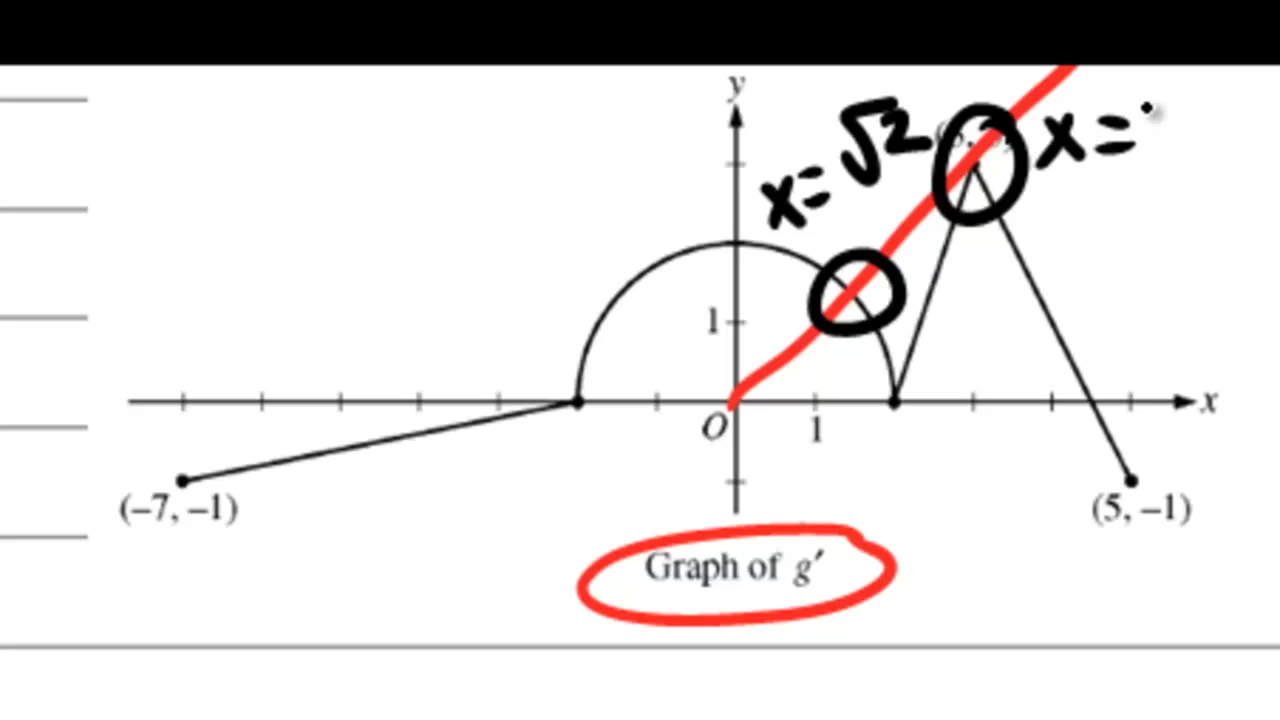 y
x = √2
x =
1
O
1
x
(–7, –1)
(5, –1)
Graph of g′